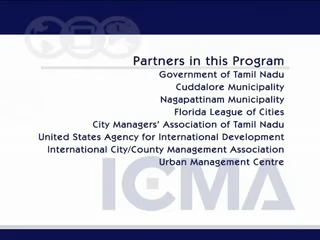 Partners in this Program
Government of Tamil Nadu
Cuddalore Municipality
Nagapattinam Municipality
Florida League of Cities
City Managers' Association of Tamil Nadu
United States Agency for International Development
International City/County Management Association
Urban Management Centre
ICMA